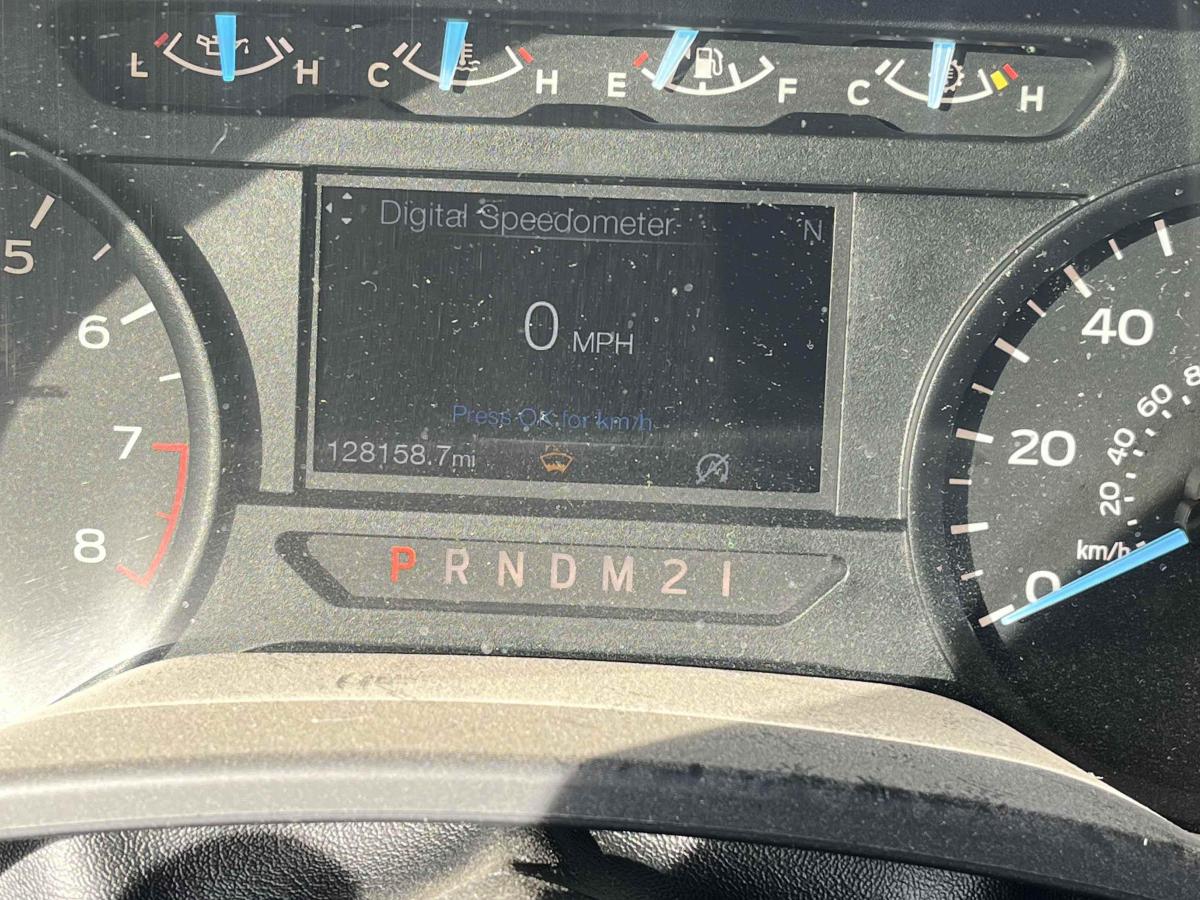 L H C H E F C H
Digital Speedometer N
0 MPH
Press OK for km/h
128158.7mi
P R N D M 2 1
5
6
7
8
40
20
0
60
40
20
km/h